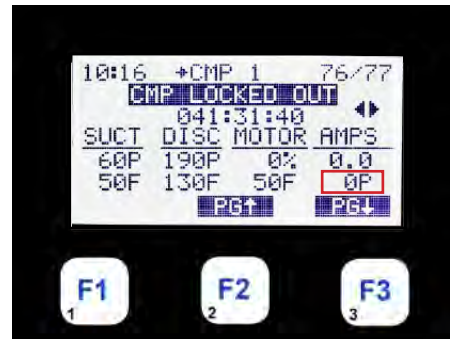 10:16 →CMP 1 76/77
CMP LOCKED OUT
041:31:40 ◄►
SUCT DISC MOTOR AMPS
60P 190P 0% 0.0
50F 130F 50F 0P
PG↑ PG↓
F1 F2 F3
1 2 3